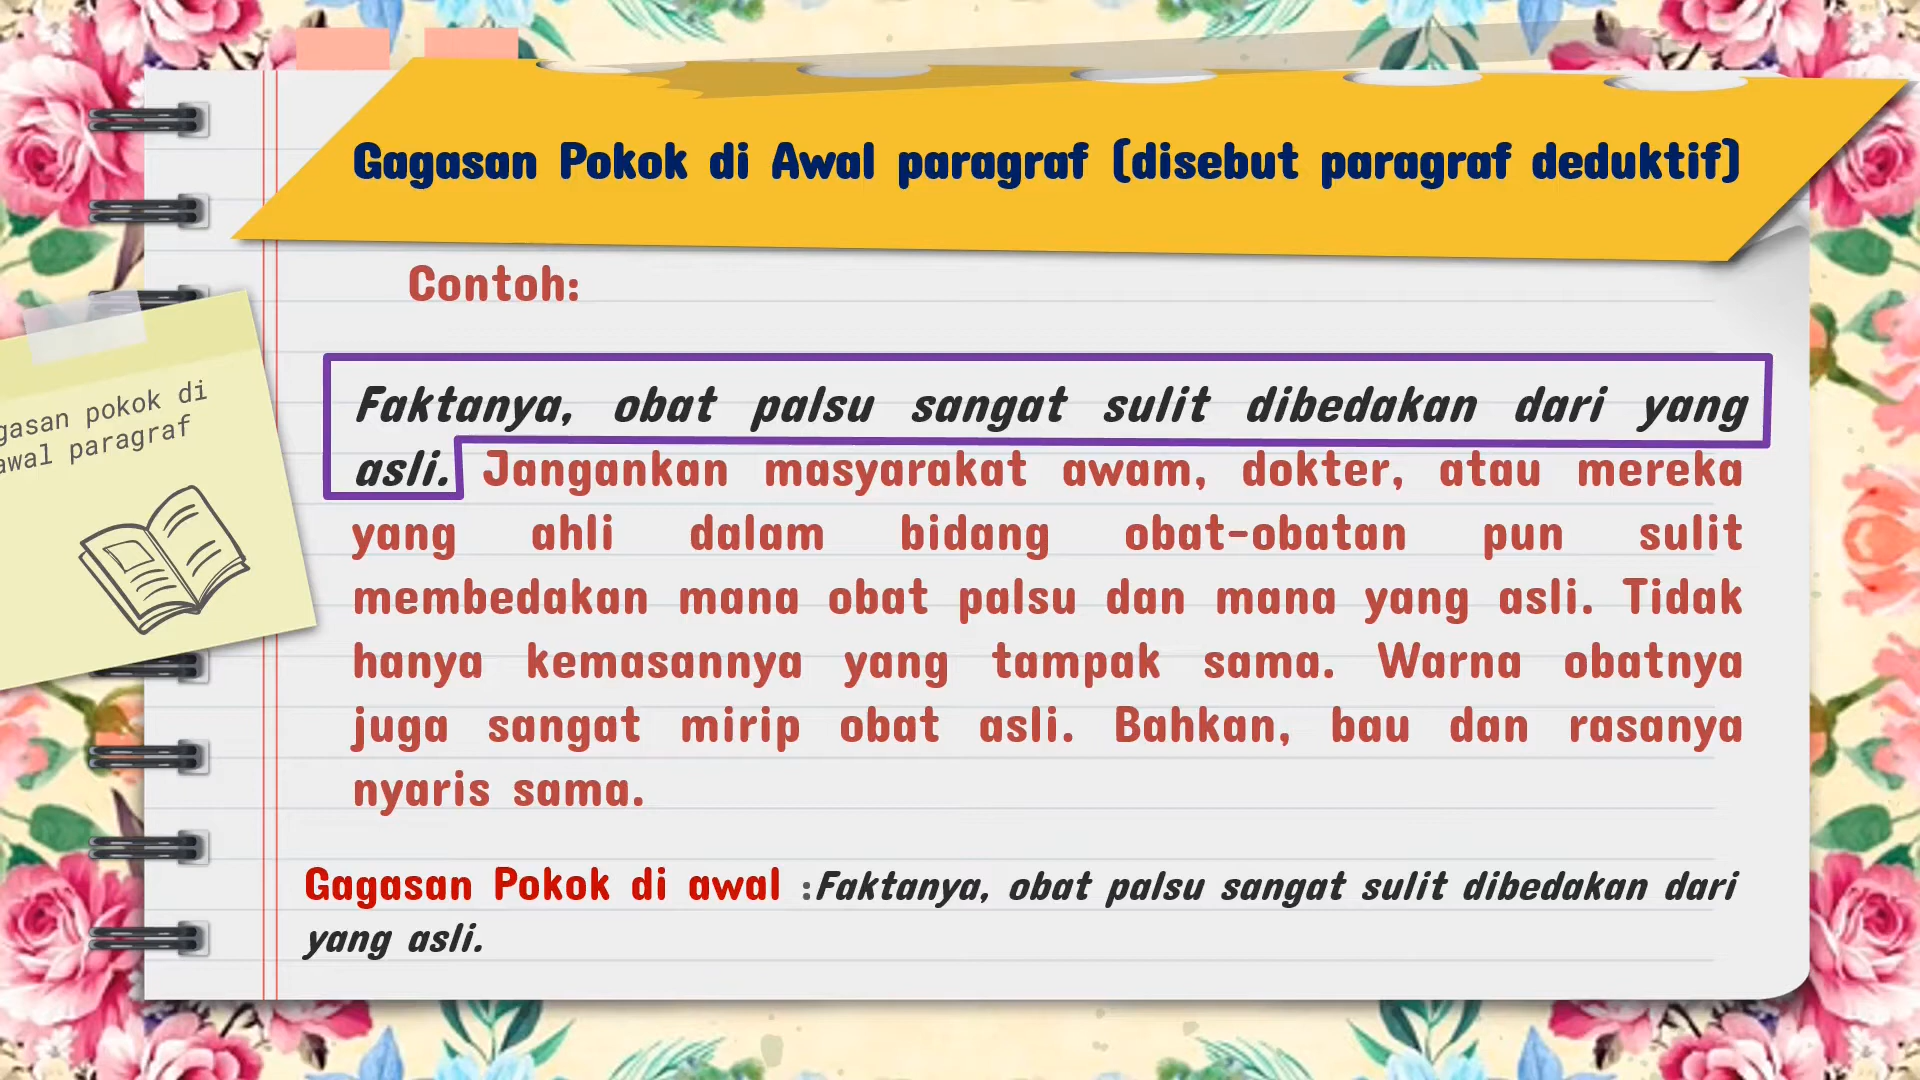 Gagasan Pokok di Awal paragraf (disebut paragraf deduktif)
Contoh:
Faktanya, obat palsu sangat sulit dibedakan dari yang
asli. Jangankan masyarakat awam, dokter, atau mereka
yang ahli dalam bidang obat-obatan pun sulit
membedakan mana obat palsu dan mana yang asli. Tidak
hanya kemasannya yang tampak sama. Warna obatnya
juga sangat mirip obat asli. Bahkan, bau dan rasanya
nyaris sama.
gasan pokok di
awal paragraf
Gagasan Pokok di awal :Faktanya, obat palsu sangat sulit dibedakan dari
yang asli.